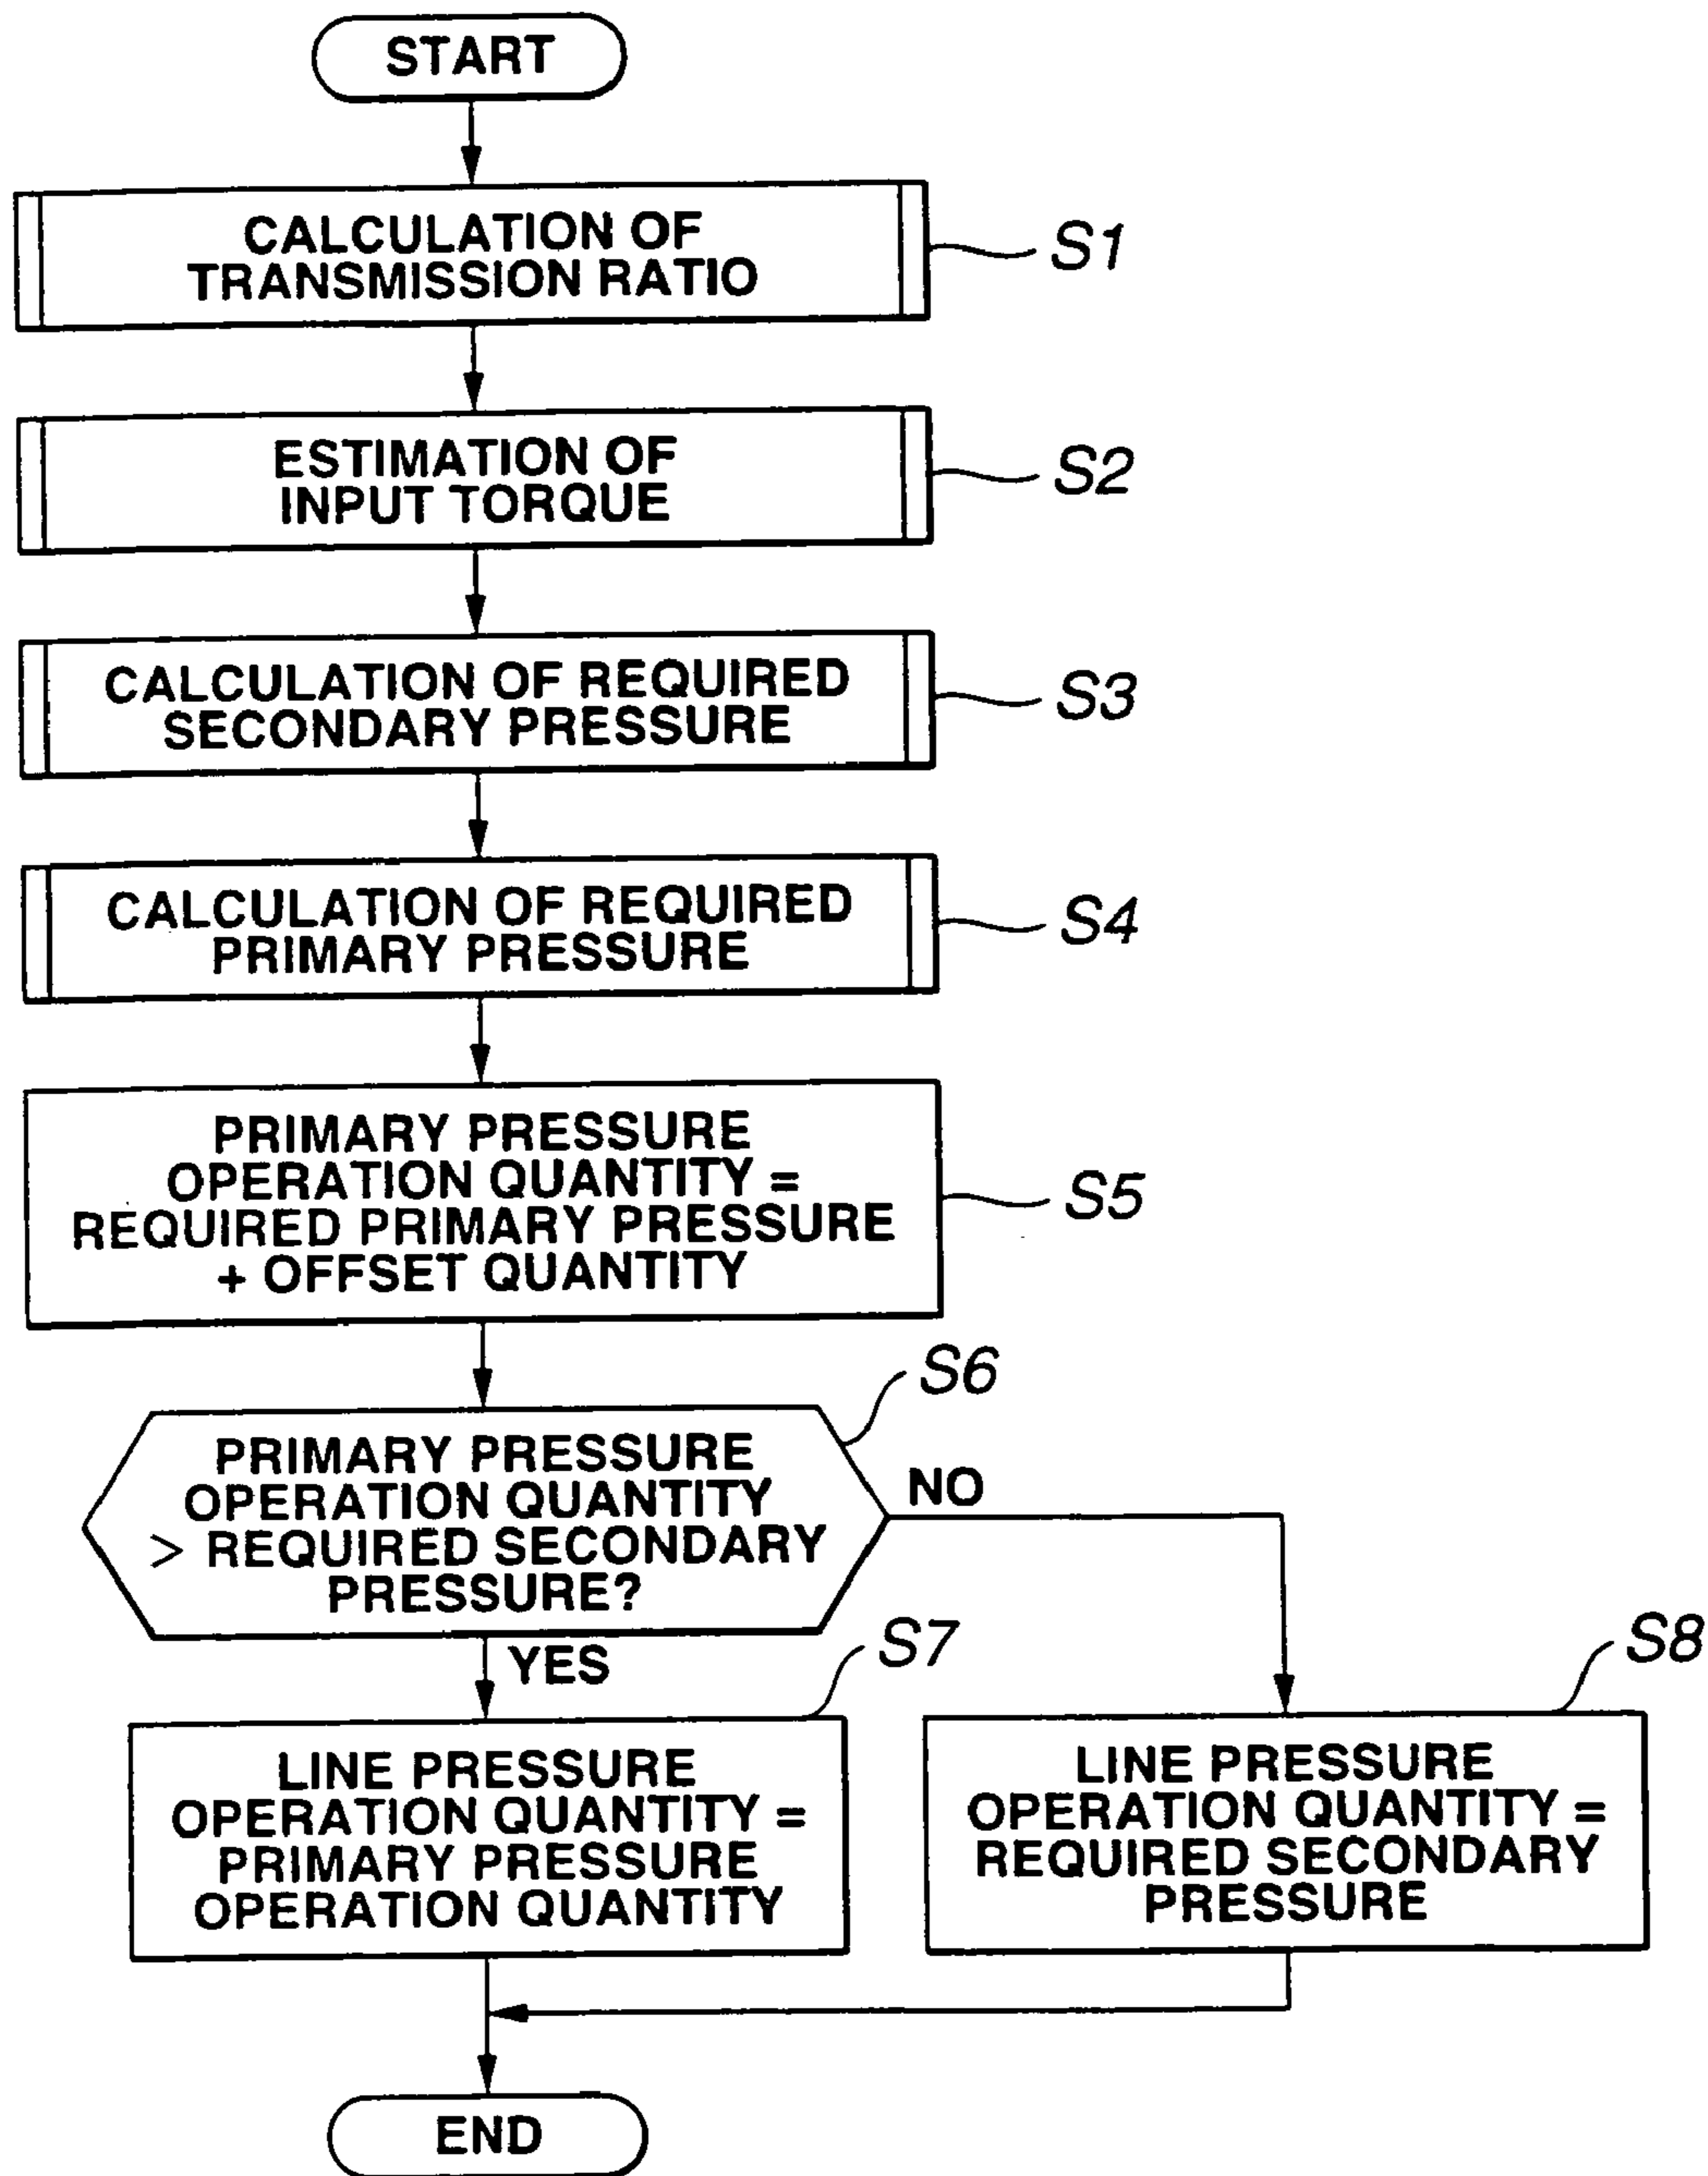 START
CALCULATION OF
TRANSMISSION RATIO
S1
ESTIMATION OF
INPUT TORQUE
S2
CALCULATION OF REQUIRED
SECONDARY PRESSURE
S3
CALCULATION OF REQUIRED
PRIMARY PRESSURE
S4
PRIMARY PRESSURE
OPERATION QUANTITY =
REQUIRED PRIMARY PRESSURE
+ OFFSET QUANTITY
S5
S6
PRIMARY PRESSURE
OPERATION QUANTITY
> REQUIRED SECONDARY
PRESSURE?
NO
YES
S7
LINE PRESSURE
OPERATION QUANTITY =
PRIMARY PRESSURE
OPERATION QUANTITY
S8
LINE PRESSURE
OPERATION QUANTITY =
REQUIRED SECONDARY
PRESSURE
END